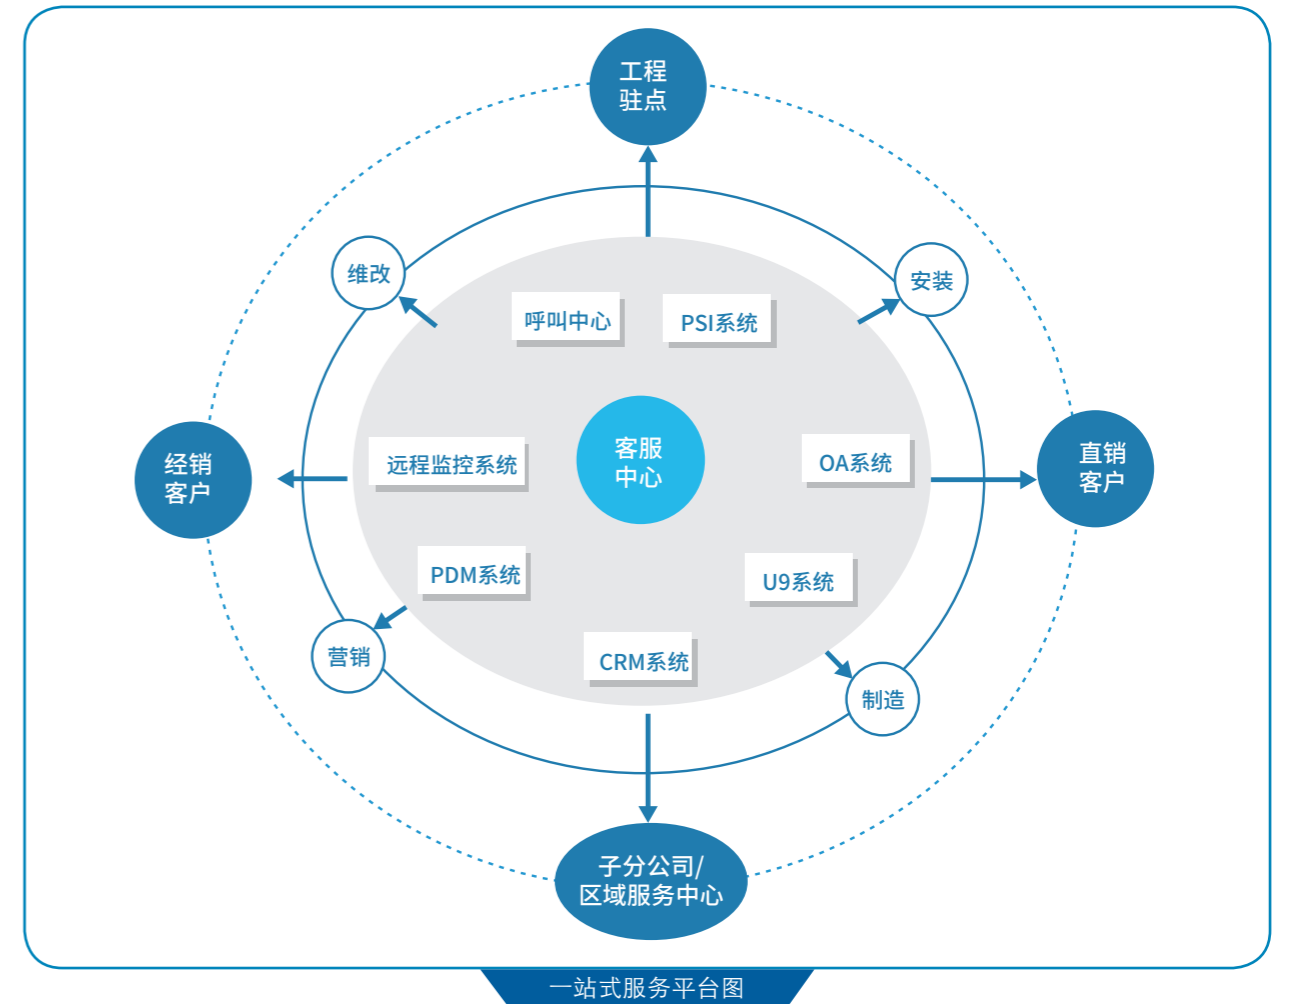 工程
驻点
维改
安装
呼叫中心
PSI系统
经销
客户
远程监控系统
客服
中心
OA系统
直销
客户
PDM系统
U9系统
营销
CRM系统
制造
子分公司/
区域服务中心
一站式服务平台图